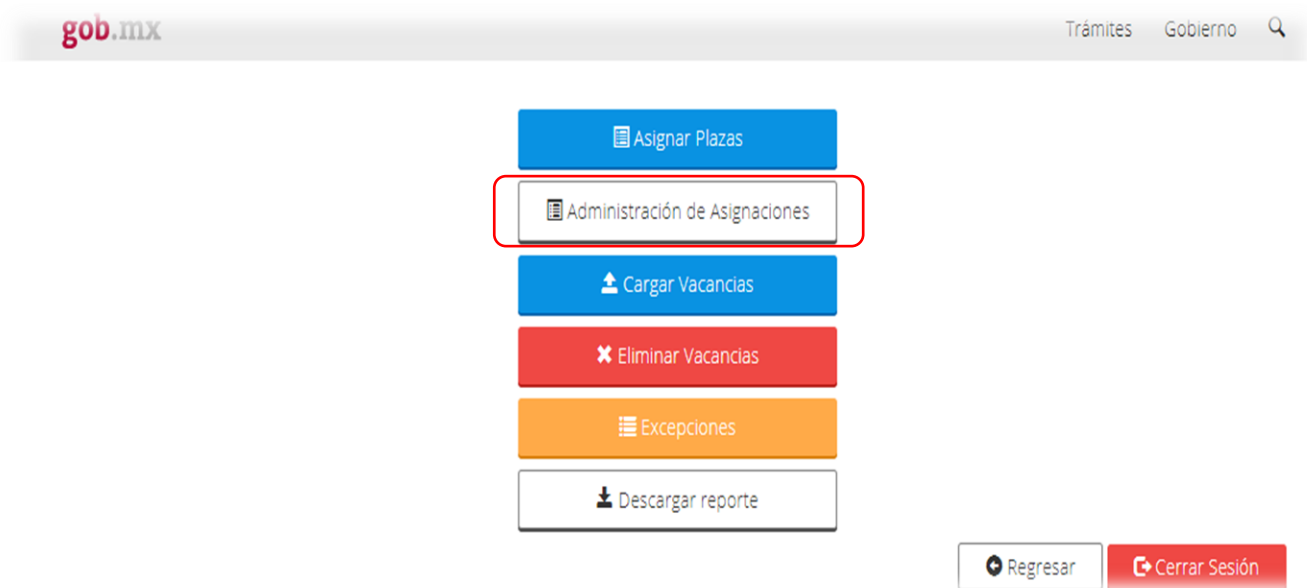 gob.mx
Trámites Gobierno
Asignar Plazas
Administración de Asignaciones
Cargar Vacancias
Eliminar Vacancias
Excepciones
Descargar reporte
Regresar Cerrar Sesión